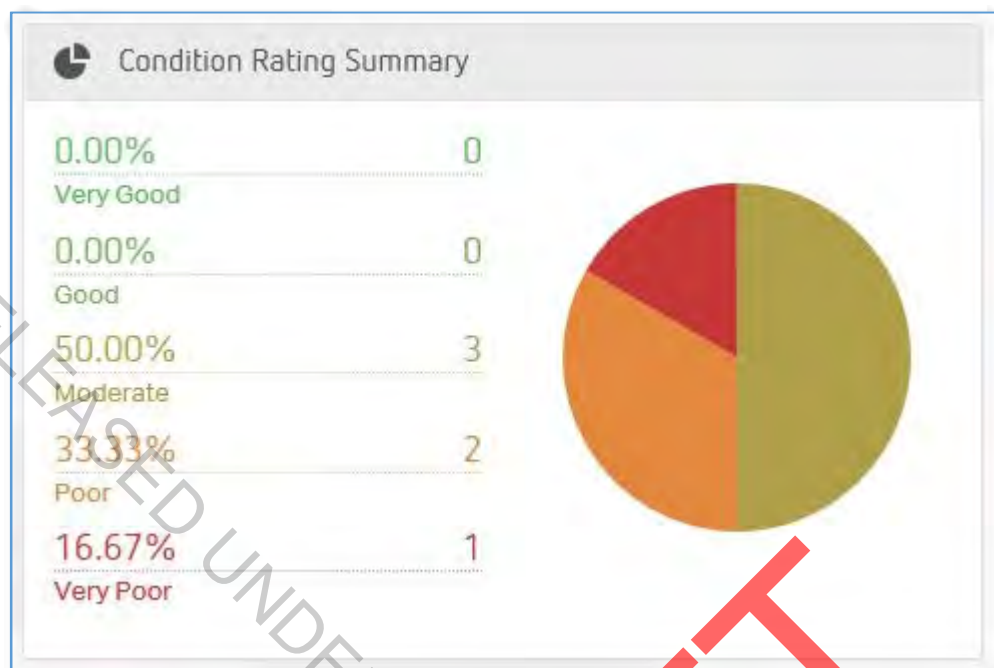 Condition Rating Summary
0.00% 0
Very Good
0.00% 0
Good
50.00% 3
Moderate
33.33% 2
Poor
16.67% 1
Very Poor